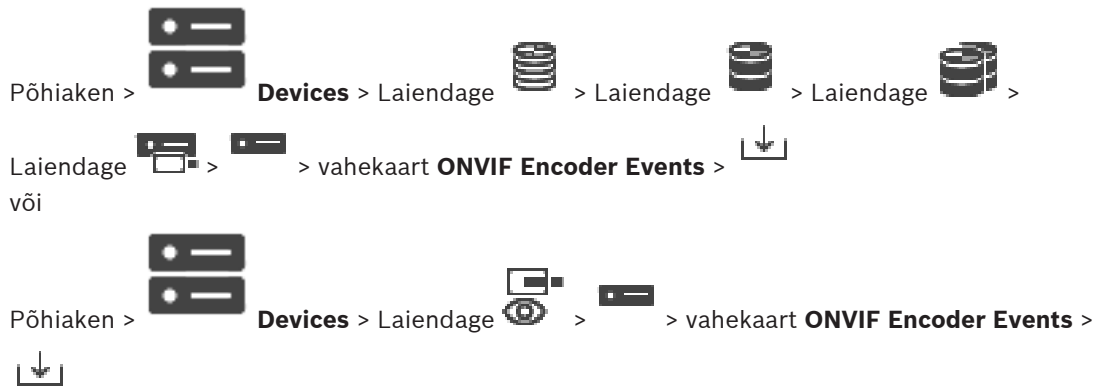 Põhiaken > Devices > Laiendage > Laiendage > Laiendage >
Laiendage > > vahekaart ONVIF Encoder Events >
või
Põhiaken > Devices > Laiendage > > vahekaart ONVIF Encoder Events >